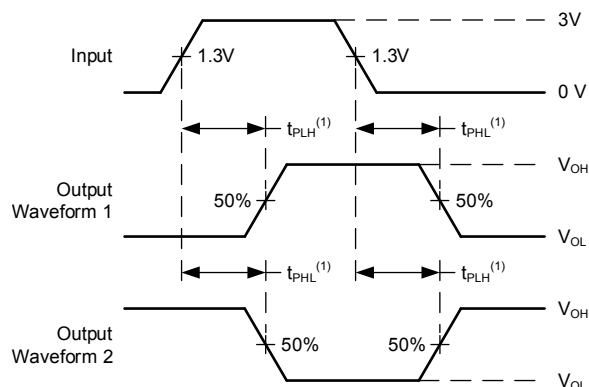 3V
Input
1.3V
1.3V
0 V
tPLH(1)
tPHL(1)
VOH
Output
Waveform 1
50%
50%
VOL
tPHL(1)
tPLH(1)
VOH
Output
Waveform 2
50%
50%
VOL